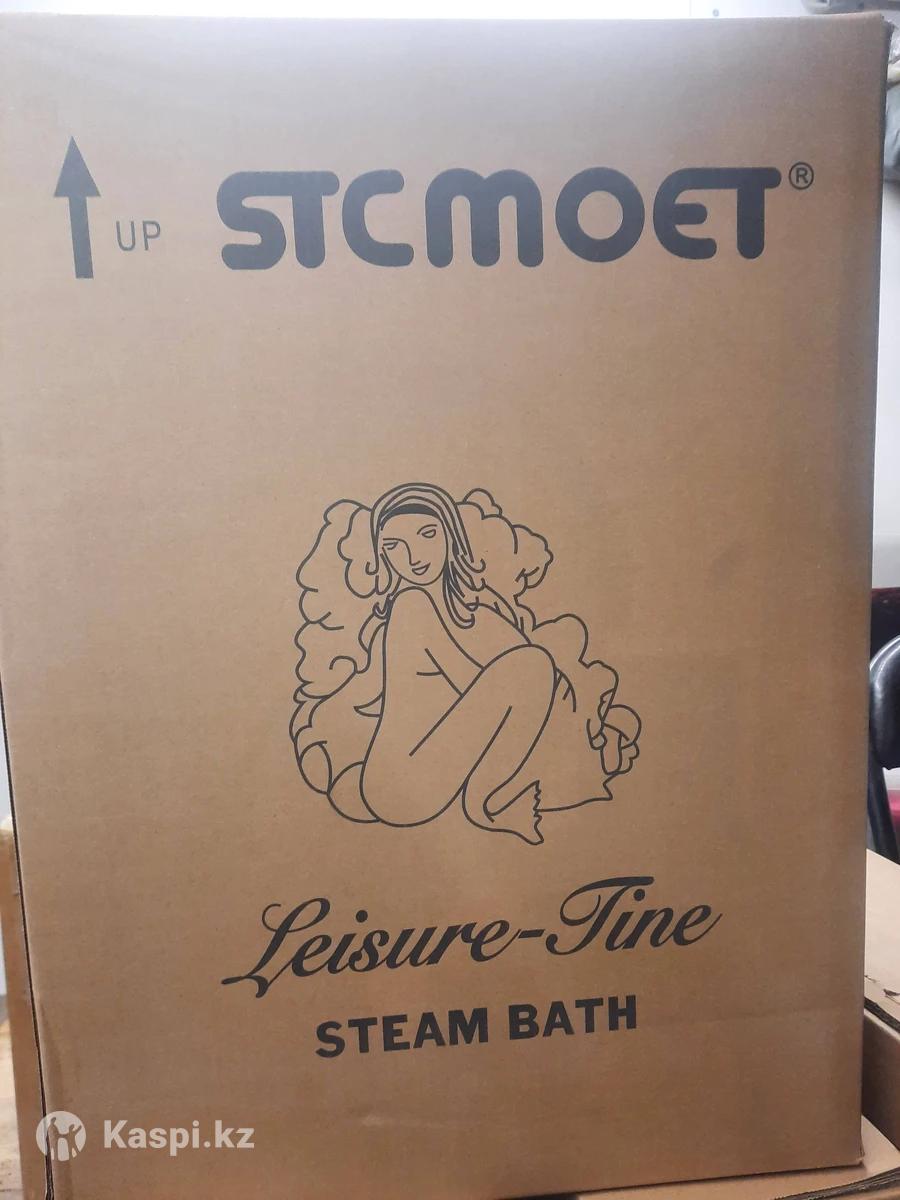 UP
STCMOET®
Leisure-Tine
STEAM BATH
Kaspi.kz